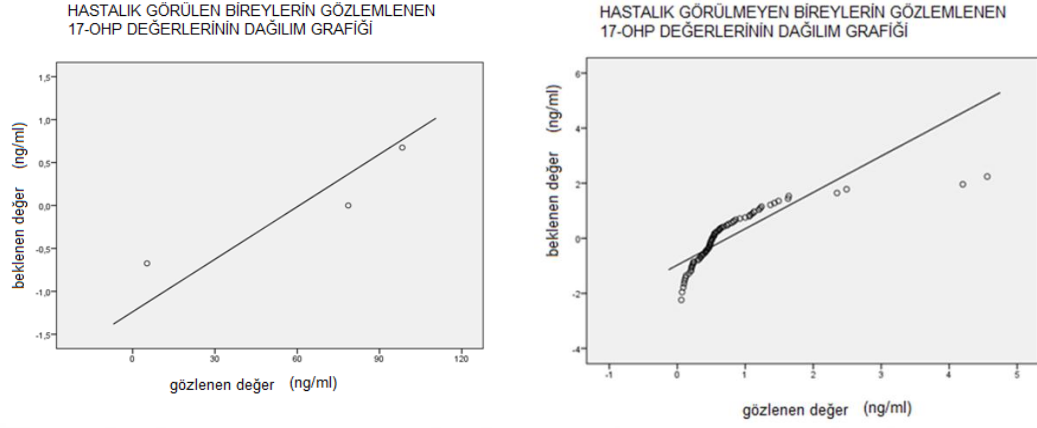 HASTALIK GÖRÜLEN BİREYLERİN GÖZLEMLENEN
17-OHP DEĞERLERİNİN DAĞILIM GRAFİĞİ
beklenen değer (ng/ml)
1,5
1,0
0,5
0,0
-0,5
-1,0
-1,5
0 30 60 90 120
gözlenen değer (ng/ml)
HASTALIK GÖRÜLMEYEN BİREYLERİN GÖZLEMLENEN
17-OHP DEĞERLERİNİN DAĞILIM GRAFİĞİ
beklenen değer (ng/ml)
6
4
2
0
-2
-4
-1 0 1 2 3 4 5
gözlenen değer (ng/ml)